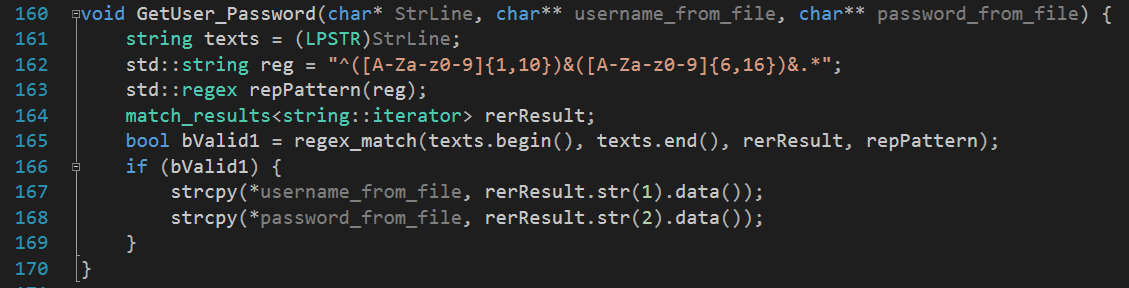 160 void GetUser_Password(char* StrLine, char** username_from_file, char** password_from_file) {
161 string texts = (LPSTR)StrLine;
162 std::string reg = "^([A-Za-z0-9]{1,10})&([A-Za-z0-9]{6,16})&.*";
163 std::regex repPattern(reg);
164 match_results<string::iterator> rerResult;
165 bool bValid1 = regex_match(texts.begin(), texts.end(), rerResult, repPattern);
166 if (bValid1) {
167 strcpy(*username_from_file, rerResult.str(1).data());
168 strcpy(*password_from_file, rerResult.str(2).data());
169 }
170 }